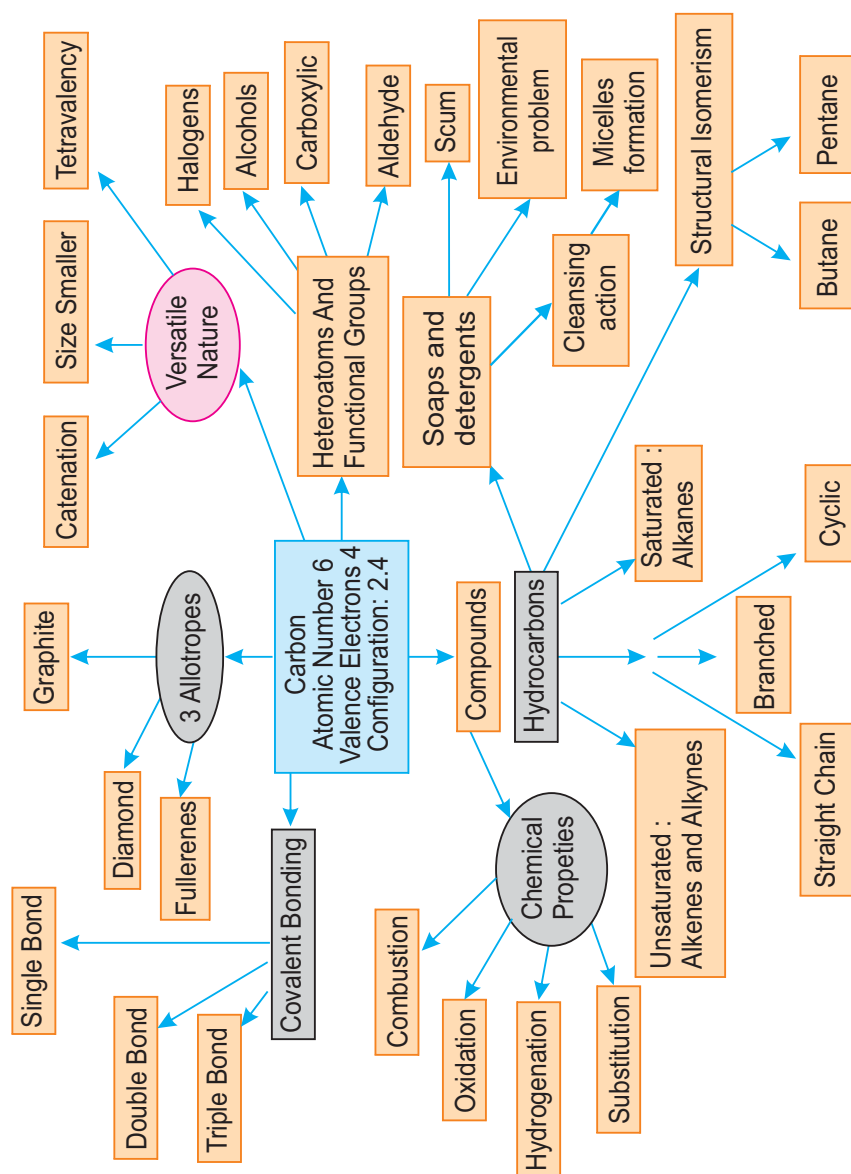 Single Bond
Double Bond
Triple Bond
Covalent Bonding
Graphite
Diamond
Fullerenes
3 Allotropes
Catenation
Size Smaller
Tetravalency
Versatile
Nature
Carbon
Atomic Number 6
Valence Electrons 4
Configuration: 2.4
Heteroatoms And
Functional Groups
Halogens
Alcohols
Carboxylic
Aldehyde
Compounds
Chemical
Propeties
Combustion
Oxidation
Hydrogenation
Substitution
Hydrocarbons
Soaps and
detergents
Scum
Environmental
problem
Cleansing
action
Micelles
formation
Unsaturated :
Alkenes and Alkynes
Saturated :
Alkanes
Straight Chain
Branched
Cyclic
Structural Isomerism
Butane
Pentane